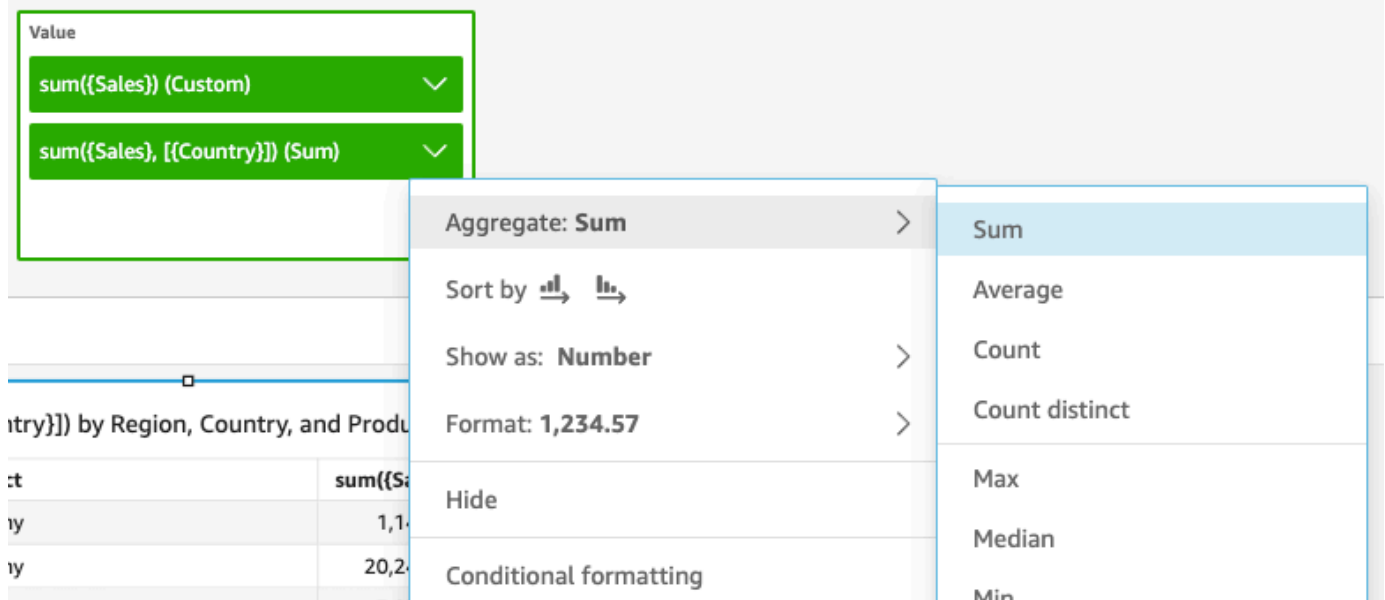 Value
sum({Sales}) (Custom)
sum({Sales}, [{Country}]) (Sum)
Aggregate: Sum
Sort by
Show as: Number
Format: 1,234.57
Hide
Conditional formatting
Sum
Average
Count
Count distinct
Max
Median
Min
ntry}]) by Region, Country, and Produ
ct sum({Sa
ny 1,14
ny 20,24